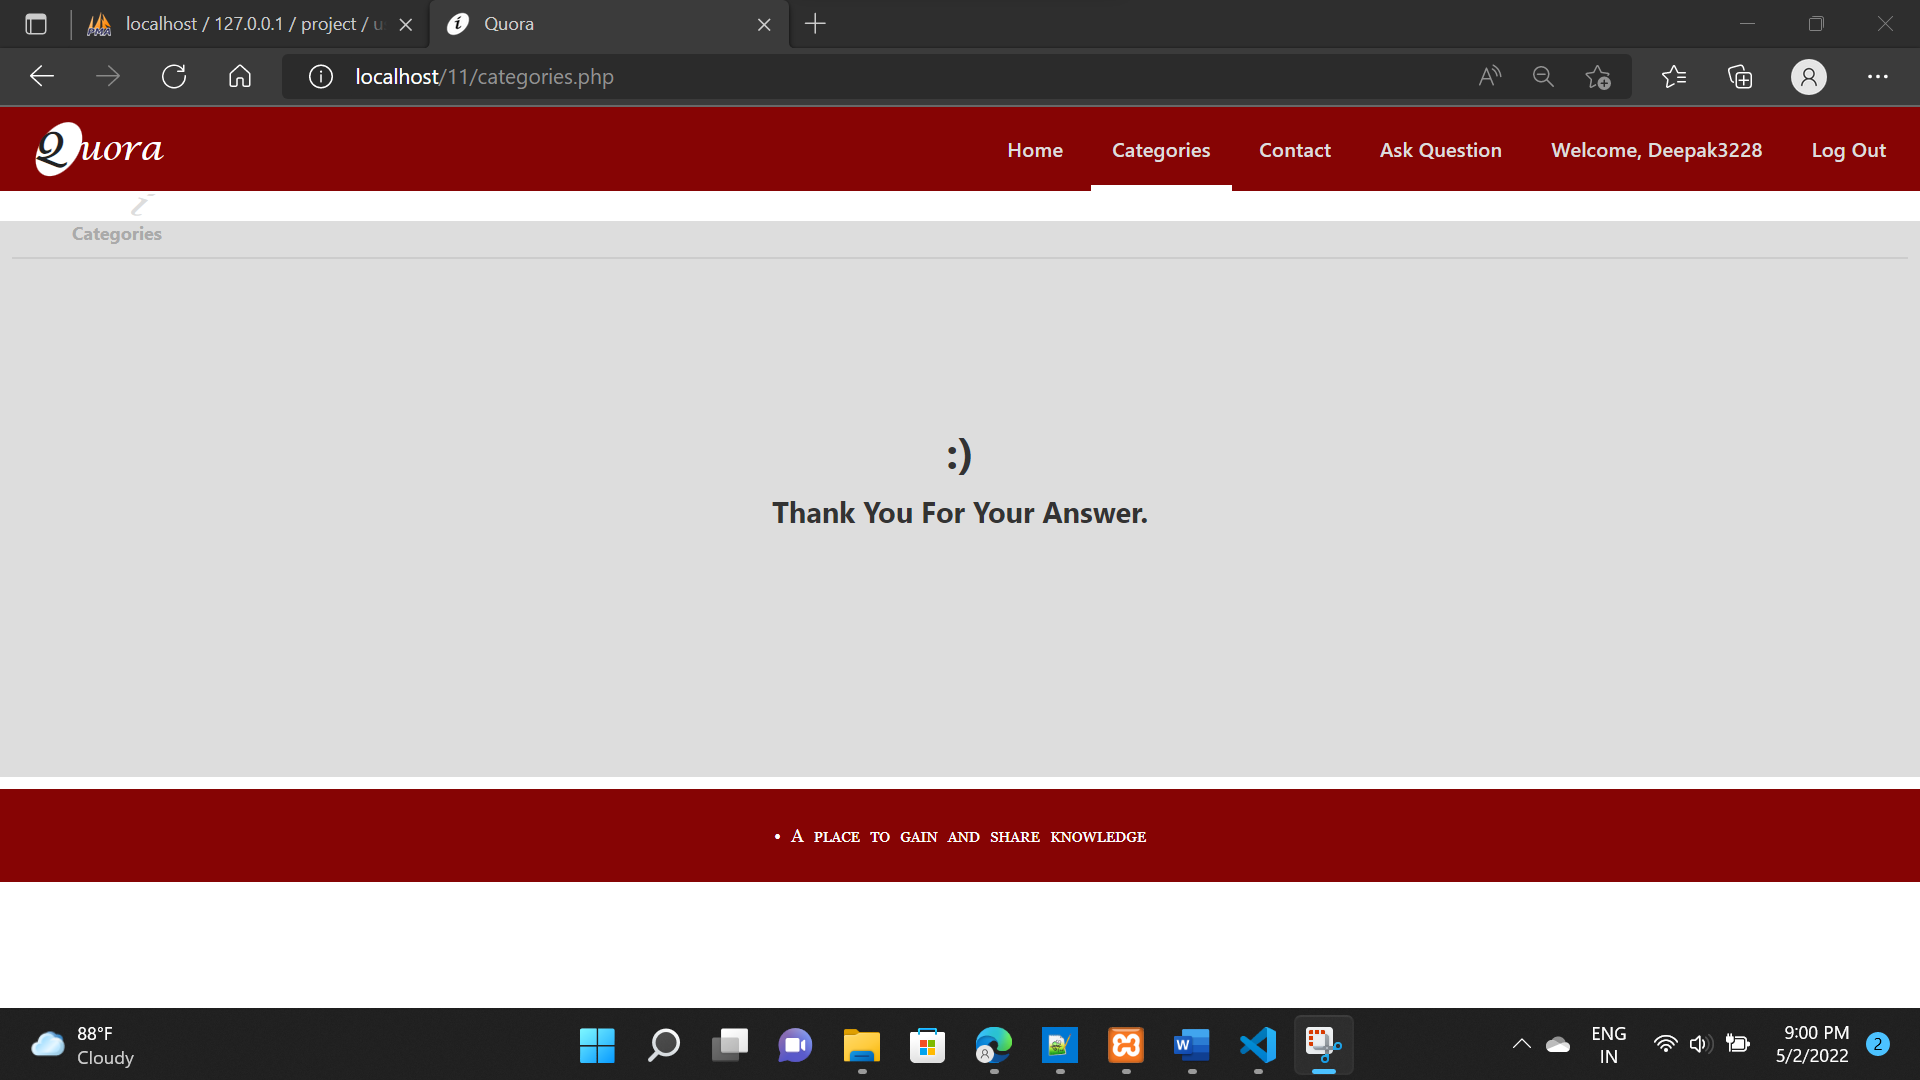 localhost / 127.0.0.1 / project / u
Quora
localhost/11/categories.php
Quora
Home
Categories
Contact
Ask Question
Welcome, Deepak3228
Log Out
i
Categories
:)
Thank You For Your Answer.
• A PLACE TO GAIN AND SHARE KNOWLEDGE
88°F
Cloudy
ENG
IN
9:00 PM
5/2/2022
2